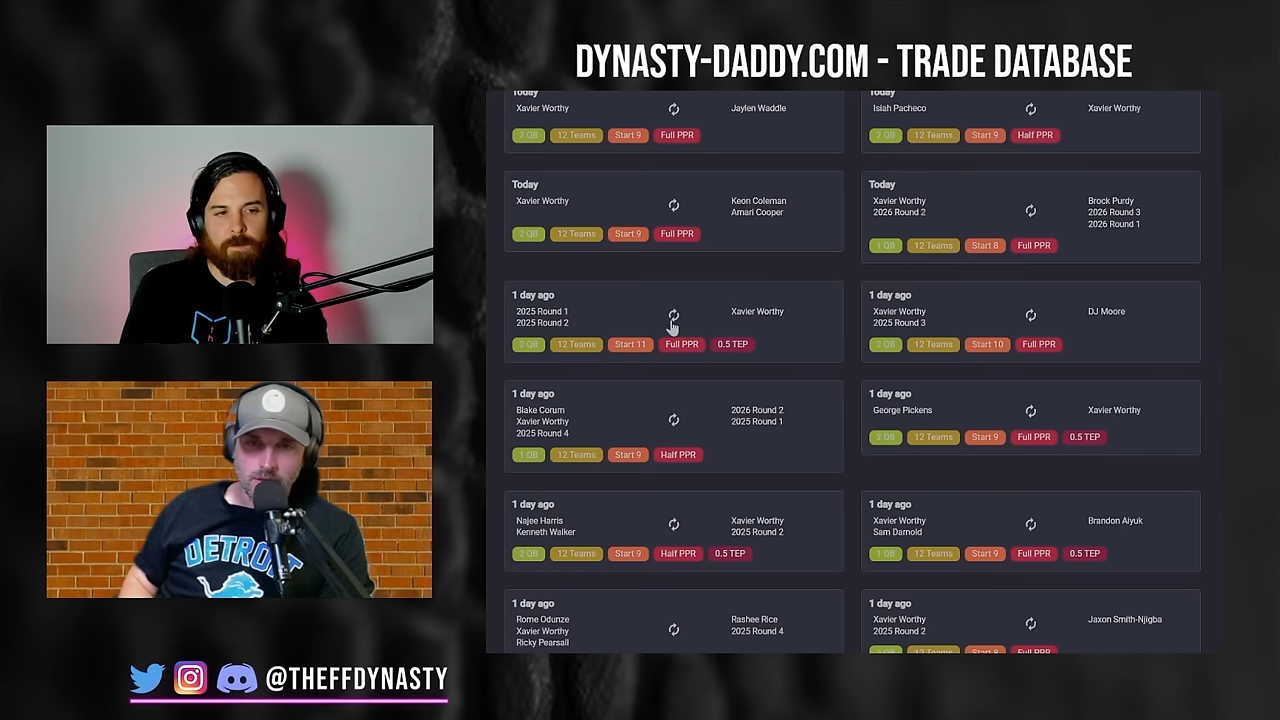 DYNASTY-DADDY.COM - TRADE DATABASE
Today
Xavier Worthy
Jaylen Waddle
2 QB 12 Teams Start 9 Full PPR
Today
Isiah Pacheco
Xavier Worthy
2 QB 12 Teams Start 9 Half PPR
Today
Xavier Worthy
Keon Coleman
Amari Cooper
2 QB 12 Teams Start 9 Full PPR
Today
Xavier Worthy
2026 Round 2
Brock Purdy
2026 Round 3
2026 Round 1
1 QB 12 Teams Start 8 Full PPR
1 day ago
2025 Round 1
2025 Round 2
Xavier Worthy
2 QB 12 Teams Start 11 Full PPR 0.5 TEP
1 day ago
Xavier Worthy
2025 Round 3
DJ Moore
2 QB 12 Teams Start 10 Full PPR
1 day ago
Blake Corum
Xavier Worthy
2025 Round 4
2026 Round 2
2025 Round 1
1 QB 12 Teams Start 9 Half PPR
1 day ago
George Pickens
Xavier Worthy
2 QB 12 Teams Start 9 Full PPR 0.5 TEP
1 day ago
Najee Harris
Kenneth Walker
Xavier Worthy
2025 Round 2
2 QB 12 Teams Start 9 Half PPR 0.5 TEP
1 day ago
Xavier Worthy
Sam Darnold
Brandon Aiyuk
1 QB 12 Teams Start 9 Full PPR 0.5 TEP
1 day ago
Rome Odunze
Xavier Worthy
Ricky Pearsall
Rashee Rice
2025 Round 4
1 day ago
Xavier Worthy
2025 Round 2
Jaxon Smith-Njigba
2 QB 12 Teams Start 8 Full PPR
DETROIT
@THEFFDYNASTY